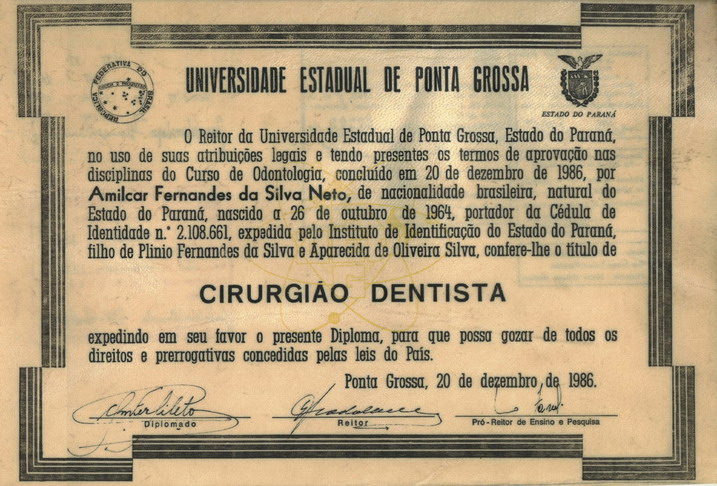 REPÚBLICA FEDERATIVA DO BRASIL
ORDEM E PROGRESSO
UNIVERSIDADE ESTADUAL DE PONTA GROSSA
ESTADO DO PARANÁ
O Reitor da Universidade Estadual de Ponta Grossa, Estado do Paraná,
no uso de suas atribuições legais e tendo presentes os termos de aprovação nas
disciplinas do Curso de Odontologia, concluído em 20 de dezembro de 1986, por
Amilcar Fernandes da Silva Neto, de nacionalidade brasileira, natural do
Estado do Paraná, nascido a 26 de outubro de 1964, portador da Cédula de
Identidade n.º 2.108.661, expedida pelo Instituto de Identificação do Estado do Paraná,
filho de Plinio Fernandes da Silva e Aparecida de Oliveira Silva, confere-lhe o título de
CIRURGIÃO DENTISTA
expedindo em seu favor o presente Diploma, para que possa gozar de todos os
direitos e prerrogativas concedidas pelas leis do País.
Ponta Grossa, 20 de dezembro de 1986.
Diplomado
Reitor
Pró-Reitor de Ensino e Pesquisa